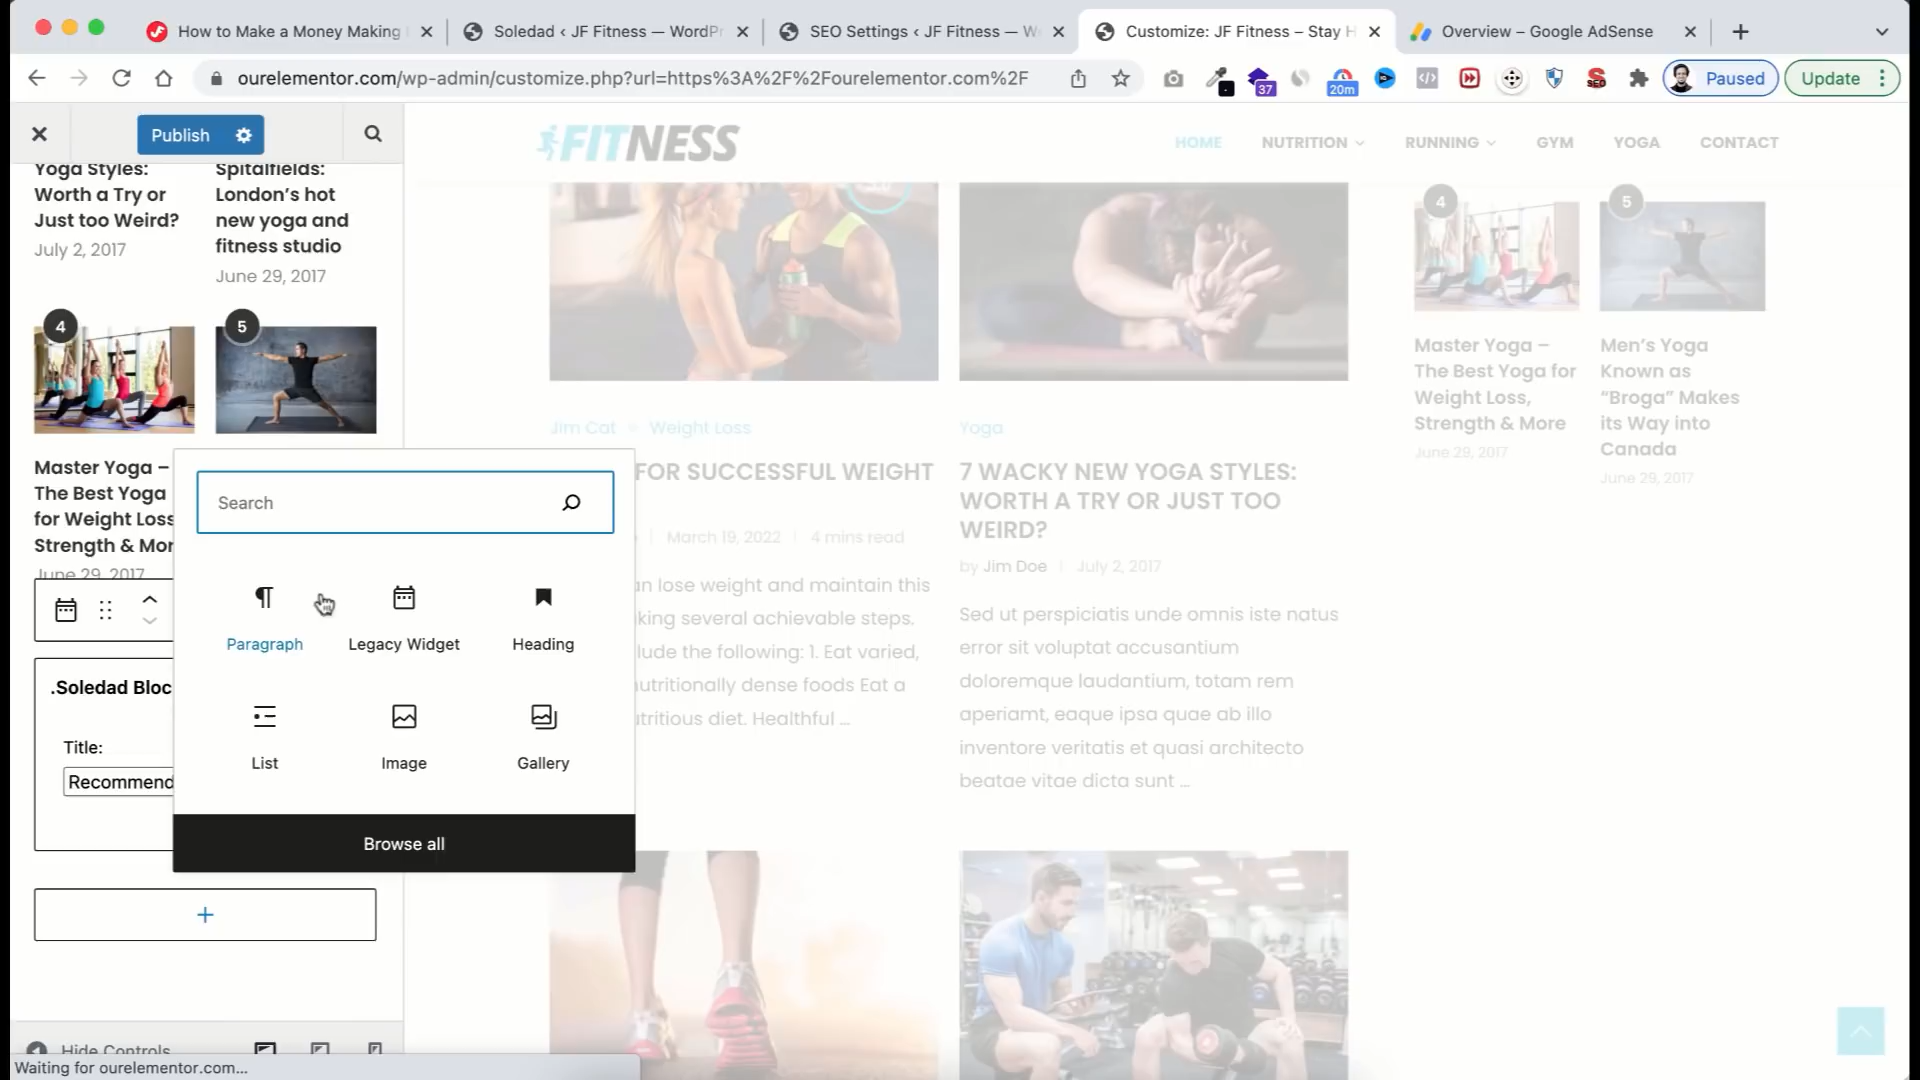 How to Make a Money Making
Soledad ‹ JF Fitness — WordPr
SEO Settings ‹ JF Fitness — W
Customize: JF Fitness – Stay H
Overview – Google AdSense
ourelementor.com/wp-admin/customize.php?url=https%3A%2F%2Fourelementor.com%2F
37
20m
SEO
Paused
Update
Publish
FITNESS
HOME
NUTRITION
RUNNING
GYM
YOGA
CONTACT
Yoga Styles:
Worth a Try or
Just too Weird?
July 2, 2017
Spitalfields:
London's hot
new yoga and
fitness studio
June 29, 2017
4
5
Master Yoga –
The Best Yoga
for Weight Loss
Strength & Mor
June 29, 2017
.Soledad Bloc
Title:
Recommend
Search
Paragraph
Legacy Widget
Heading
List
Image
Gallery
Browse all
+
Hide Controls
Waiting for ourelementor.com...
Jim Cat
Weight Loss
FOR SUCCESSFUL WEIGHT
March 19, 2022
4 mins read
an lose weight and maintain this
king several achievable steps.
lude the following: 1. Eat varied,
nutritionally dense foods Eat a
utritious diet. Healthful ...
Yoga
7 WACKY NEW YOGA STYLES:
WORTH A TRY OR JUST TOO
WEIRD?
by Jim Doe
July 2, 2017
Sed ut perspiciatis unde omnis iste natus
error sit voluptat accusantium
doloremque laudantium, totam rem
aperiamt, eaque ipsa quae ab illo
inventore veritatis et quasi architecto
beatae vitae dicta sunt ...
4
5
Master Yoga –
The Best Yoga for
Weight Loss,
Strength & More
June 29, 2017
Men's Yoga
Known as
“Broga” Makes
its Way into
Canada
June 29, 2017